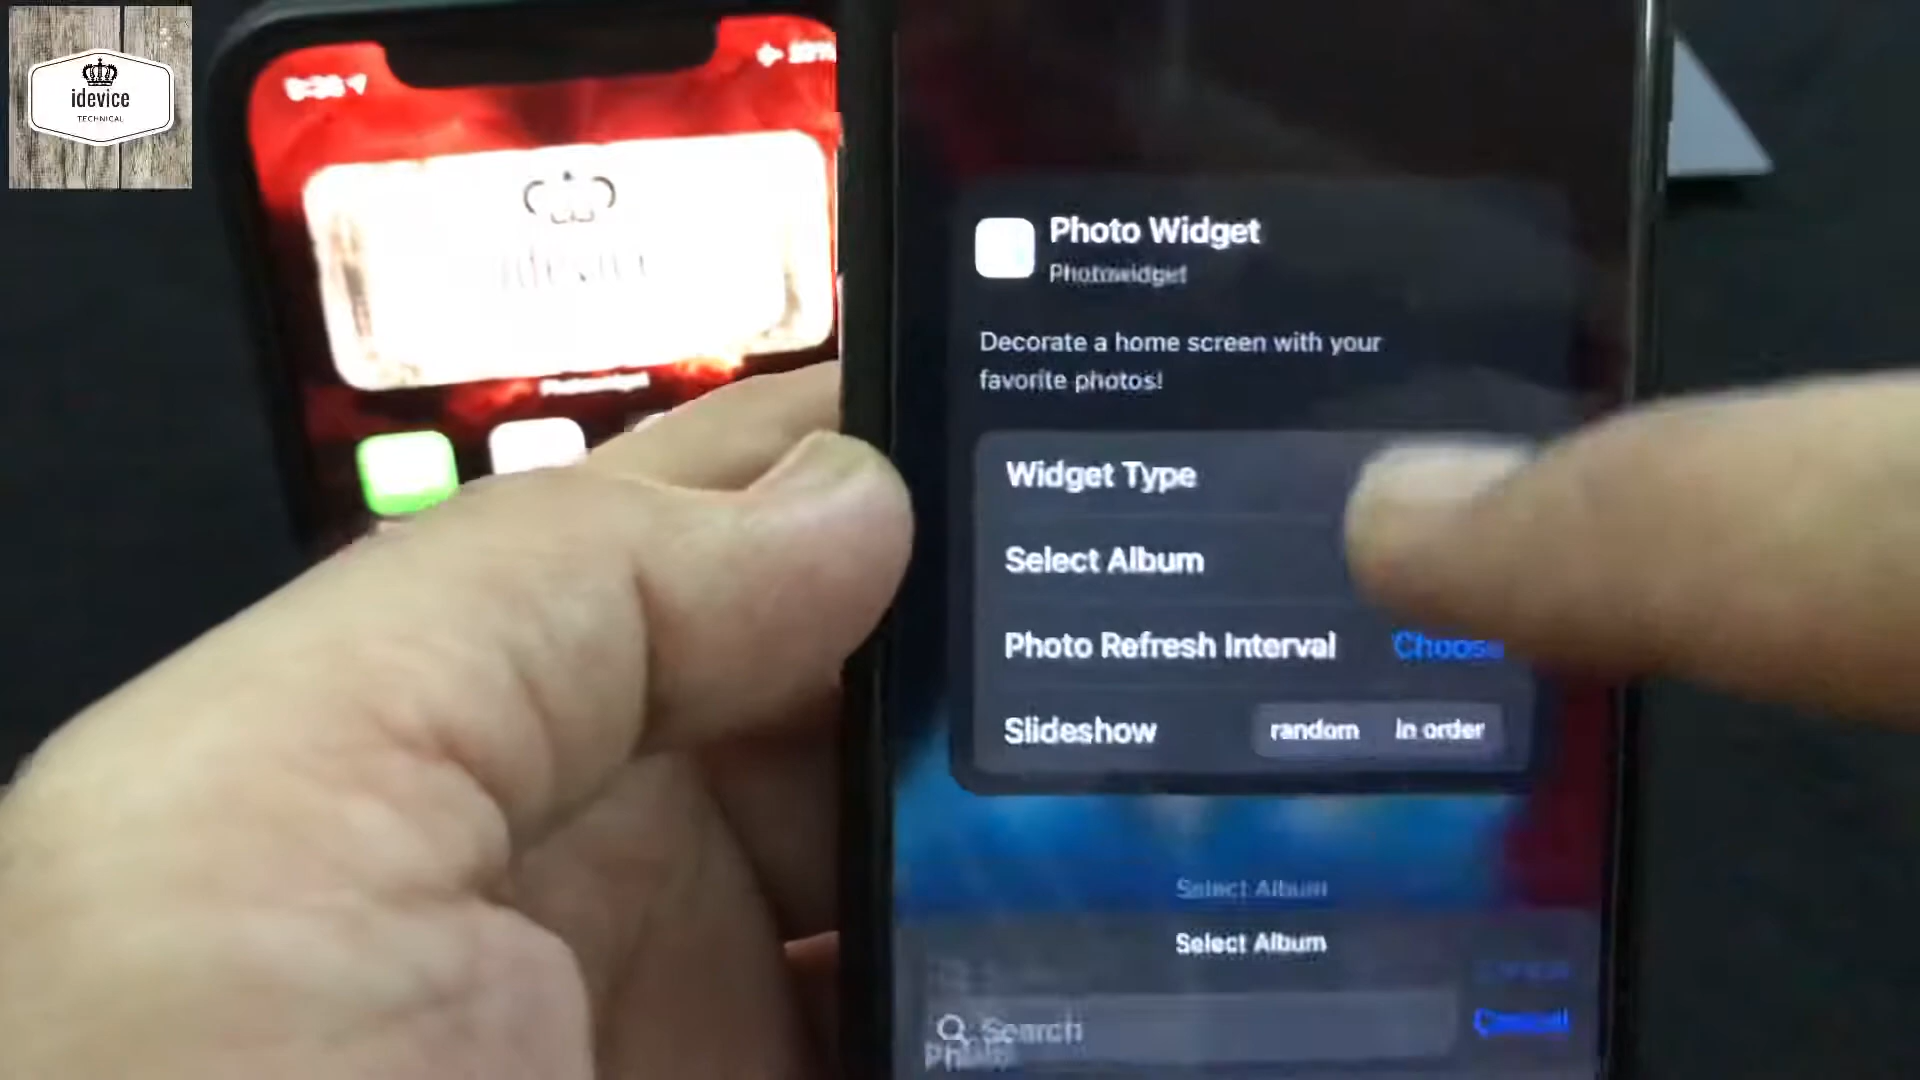 idevice
TECHNICAL
Photo Widget
Photowidget
Decorate a home screen with your
favorite photos!
Widget Type
Select Album
Photo Refresh Interval Choose
Slideshow random In order
Select Album
Select Album
Cancel
Search